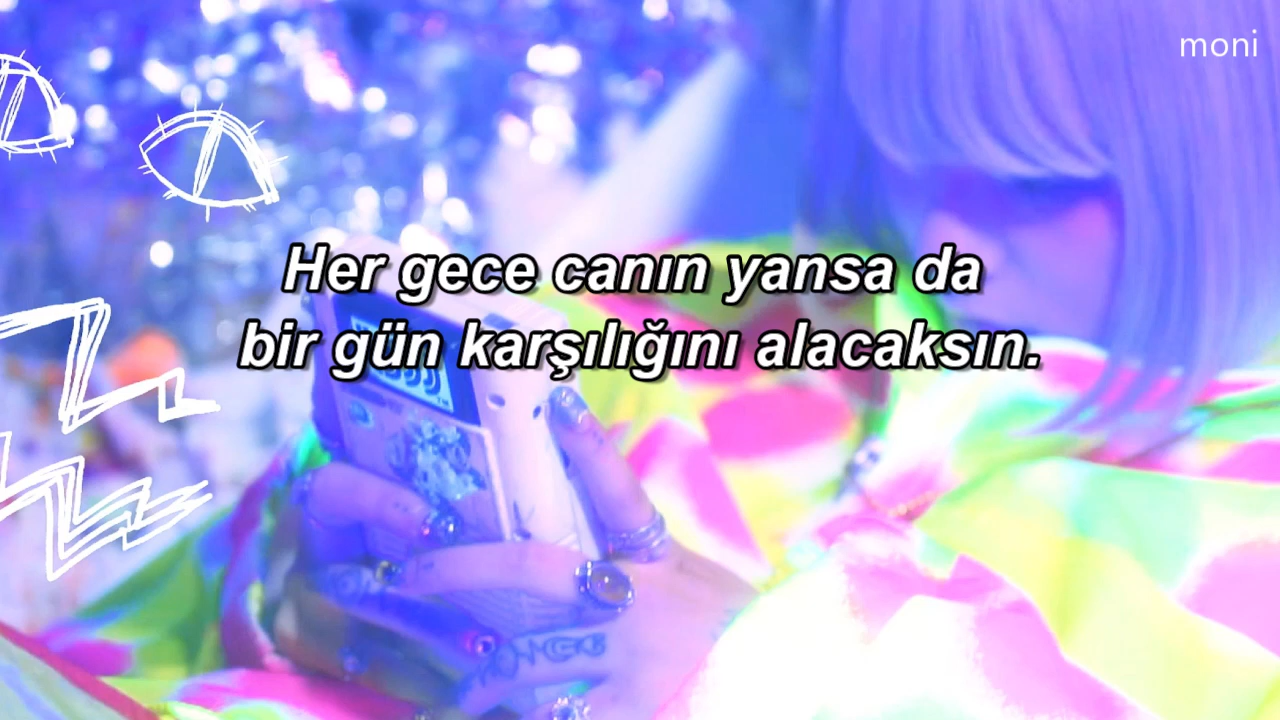 moni
Her gece canın yansa da
bir gün karşılığını alacaksın.